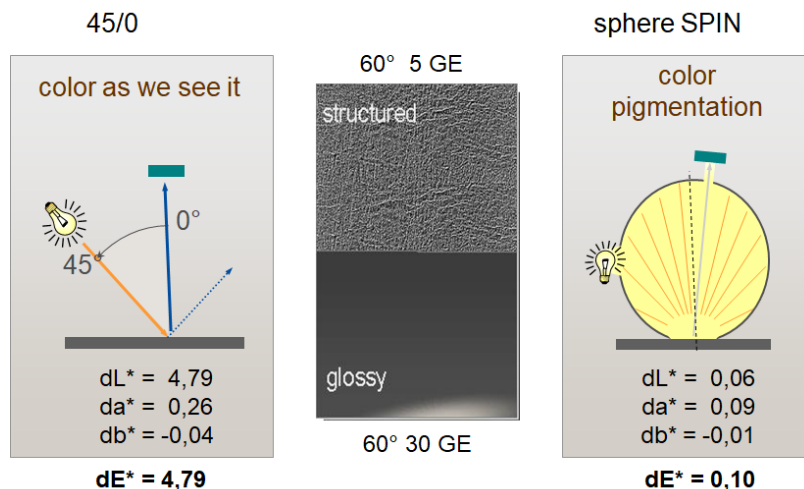 45/0
color as we see it
0°
45°
dL* = 4,79
da* = 0,26
db* = -0,04
dE* = 4,79
60° 5 GE
structured
glossy
60° 30 GE
sphere SPIN
color
pigmentation
dL* = 0,06
da* = 0,09
db* = -0,01
dE* = 0,10